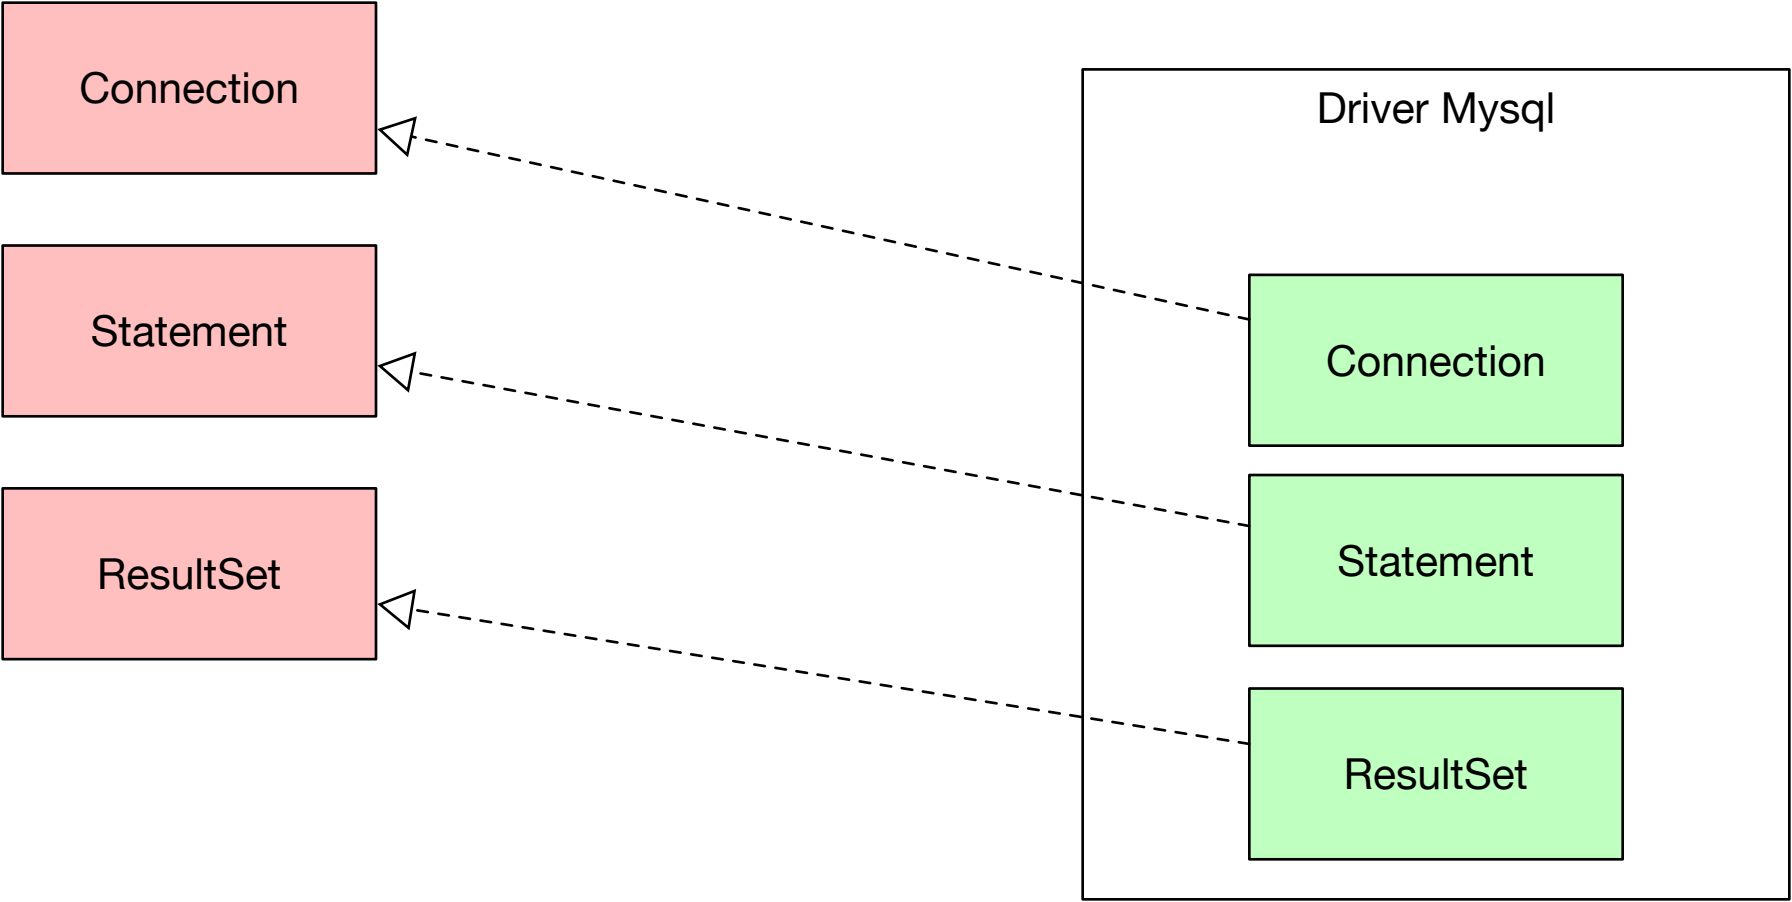 Connection
Statement
ResultSet
Driver Mysql
Connection
Statement
ResultSet